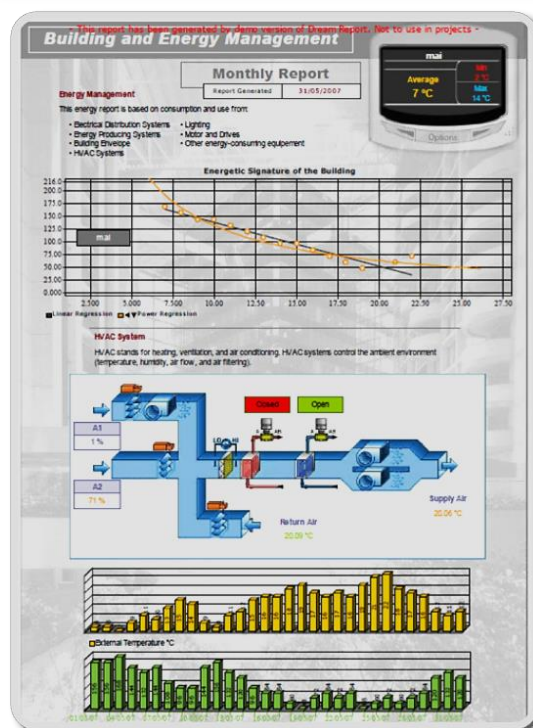 - This report has been generated by demo version of Dream Report. Not to use in projects -
Building and Energy Management
mai
Average
7 °C
Min
2 °C
Max
14 °C
Options
Monthly Report
Report Generated 31/05/2007
Energy Management
This energy report is based on consumption and use from:
• Electrical Distribution Systems • Lighting
• Energy Producing Systems • Motor and Drives
• Building Envelope • Other energy-consuming equipement
• HVAC Systems
Energetic Signature of the Building
216.0
200.0
175.0
150.0
125.0
100.0
75.00
50.00
25.00
0.000
mai
2.500 5.000 7.500 10.00 12.50 15.00 17.50 20.00 22.50 25.00 27.50
Linear Regression Power Regression
HVAC System
HVAC stands for heating, ventilation, and air conditioning. HVAC systems control the ambient environment
(temperature, humidity, air flow, and air filtering).
Closed Open
A1
1 %
LO HI
A2
71 %
Supply Air
20.06 °C
Return Air
20.09 °C
External Temperature °C